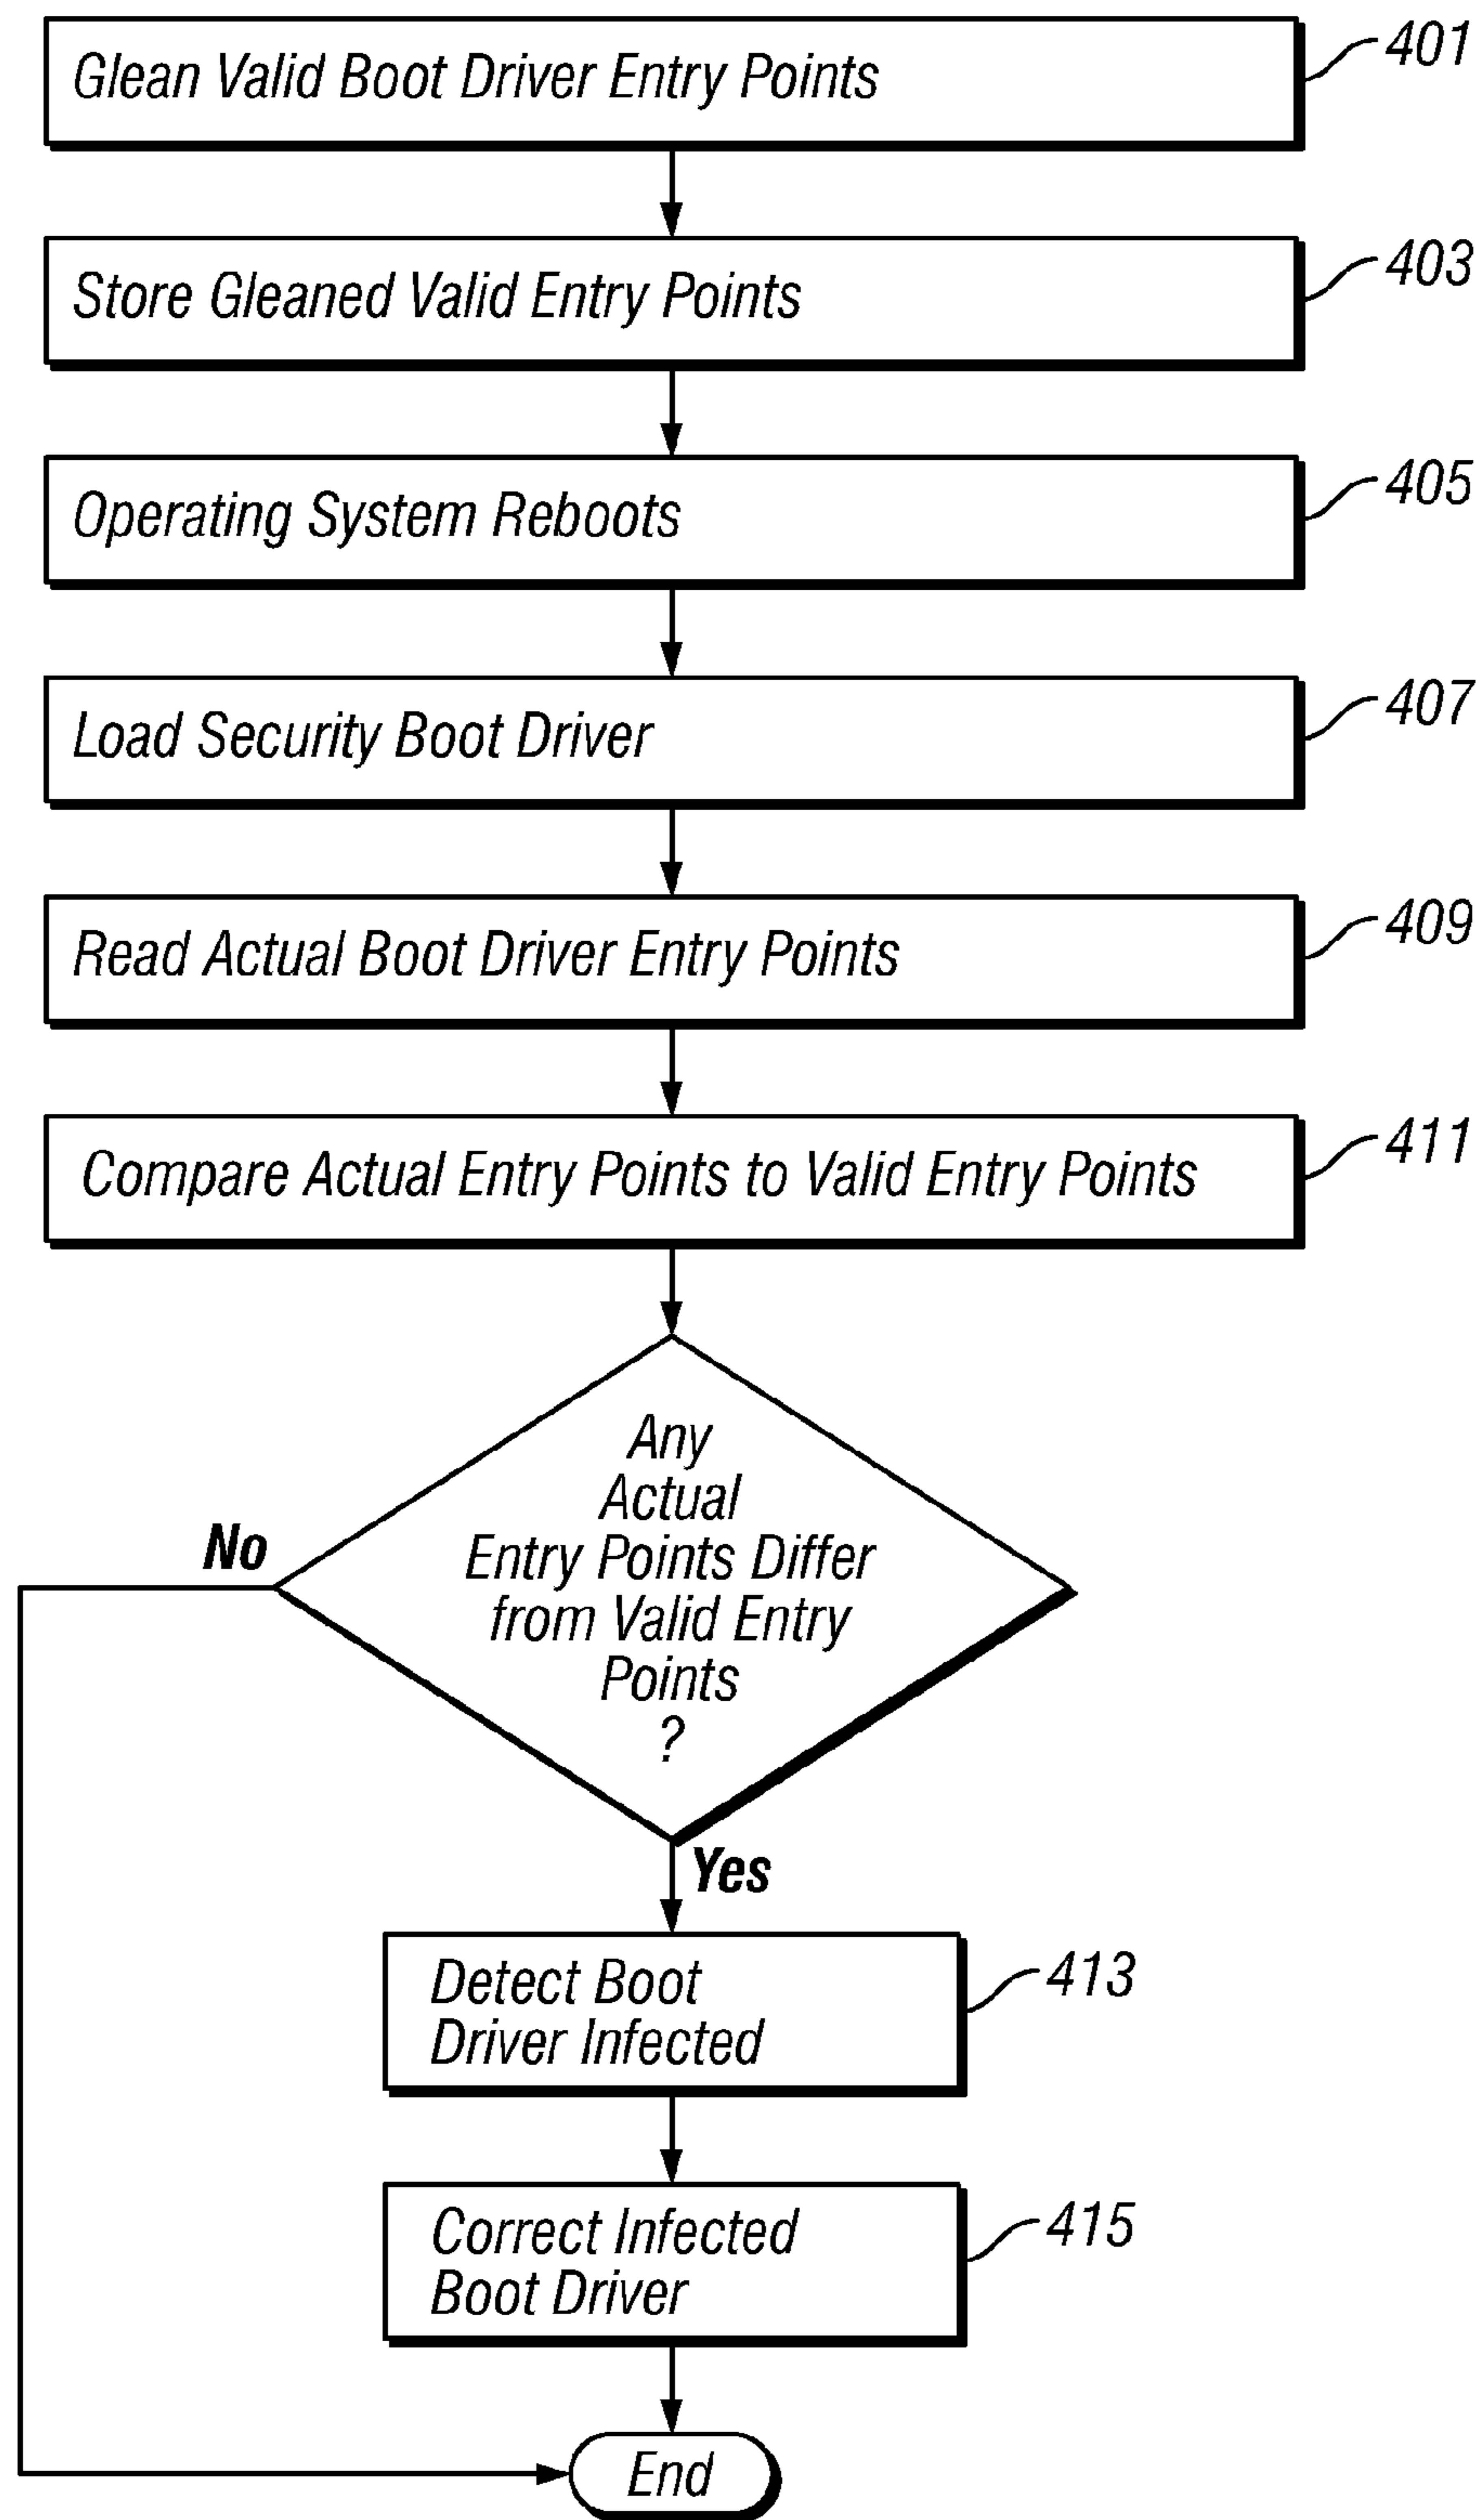 Glean Valid Boot Driver Entry Points
401
Store Gleaned Valid Entry Points
403
Operating System Reboots
405
Load Security Boot Driver
407
Read Actual Boot Driver Entry Points
409
Compare Actual Entry Points to Valid Entry Points
411
Any
Actual
Entry Points Differ
from Valid Entry
Points
?
No
Yes
Detect Boot
Driver Infected
413
Correct Infected
Boot Driver
415
End